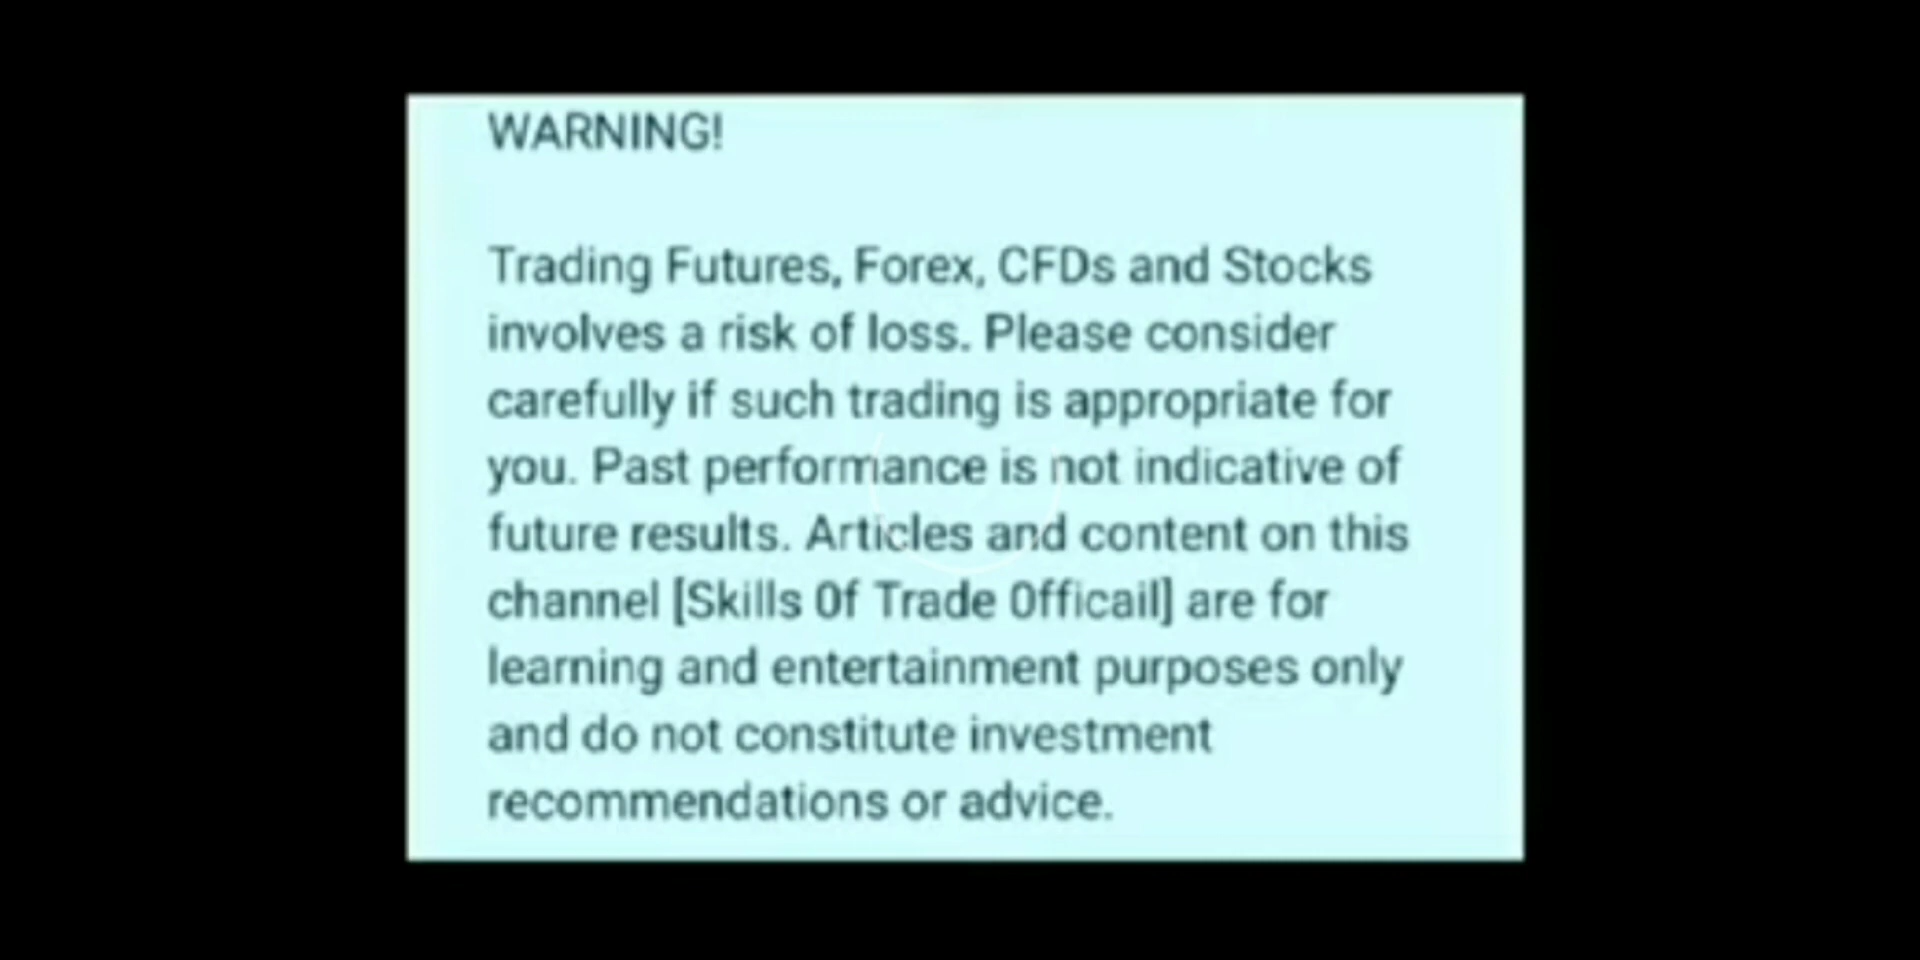 WARNING!
Trading Futures, Forex, CFDs and Stocks
involves a risk of loss. Please consider
carefully if such trading is appropriate for
you. Past performance is not indicative of
future results. Articles and content on this
channel [Skills 0f Trade 0fficail] are for
learning and entertainment purposes only
and do not constitute investment
recommendations or advice.